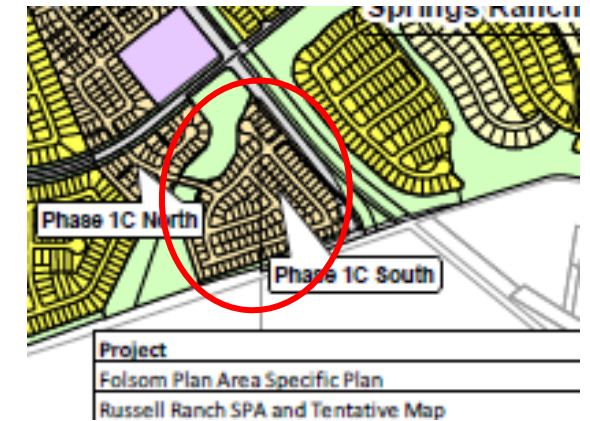 Springs Ranch
Phase 1C North
Phase 1C South
Project
Folsom Plan Area Specific Plan
Russell Ranch SPA and Tentative Map